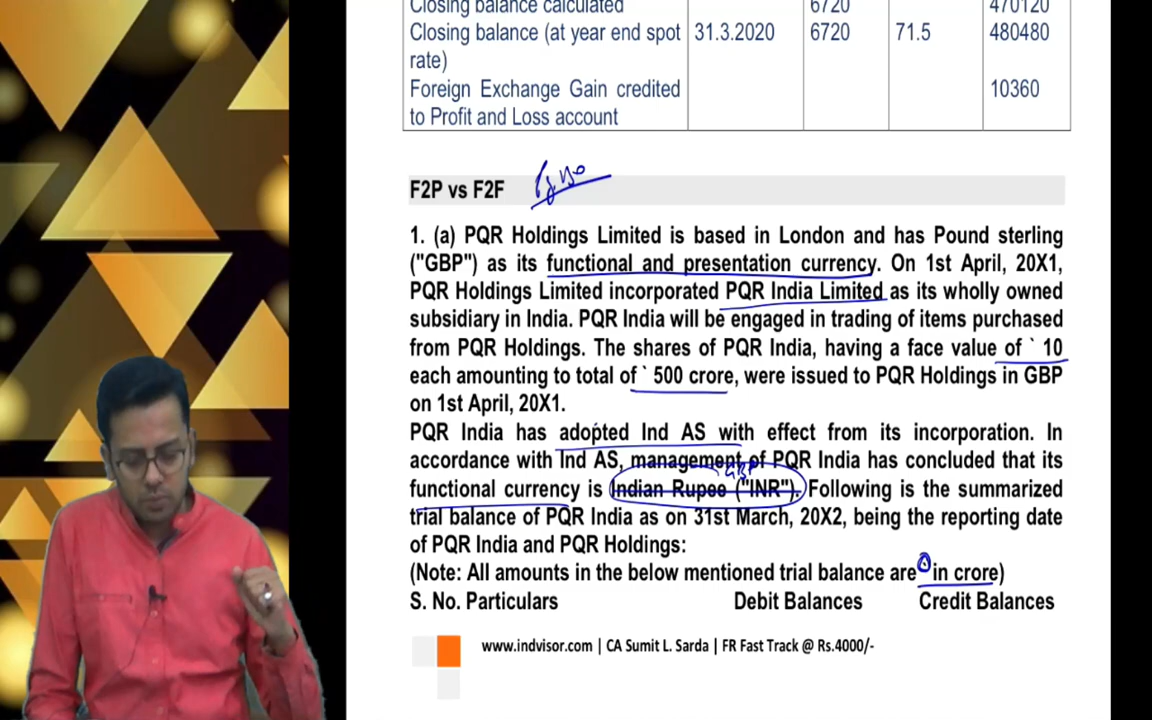 Closing balance calculated 6720 470120
Closing balance (at year end spot 31.3.2020 6720 71.5 480480
rate)
Foreign Exchange Gain credited 10360
to Profit and Loss account
F2P vs F2F
1. (a) PQR Holdings Limited is based in London and has Pound sterling
("GBP") as its functional and presentation currency. On 1st April, 20X1,
PQR Holdings Limited incorporated PQR India Limited as its wholly owned
subsidiary in India. PQR India will be engaged in trading of items purchased
from PQR Holdings. The shares of PQR India, having a face value of ` 10
each amounting to total of ` 500 crore, were issued to PQR Holdings in GBP
on 1st April, 20X1.
PQR India has adopted Ind AS with effect from its incorporation. In
accordance with Ind AS, management of PQR India has concluded that its
GBP
functional currency is Indian Rupee ("INR"). Following is the summarized
trial balance of PQR India as on 31st March, 20X2, being the reporting date
of PQR India and PQR Holdings:
(Note: All amounts in the below mentioned trial balance are in crore)
S. No. Particulars Debit Balances Credit Balances
www.indvisor.com | CA Sumit L. Sarda | FR Fast Track @ Rs.4000/-